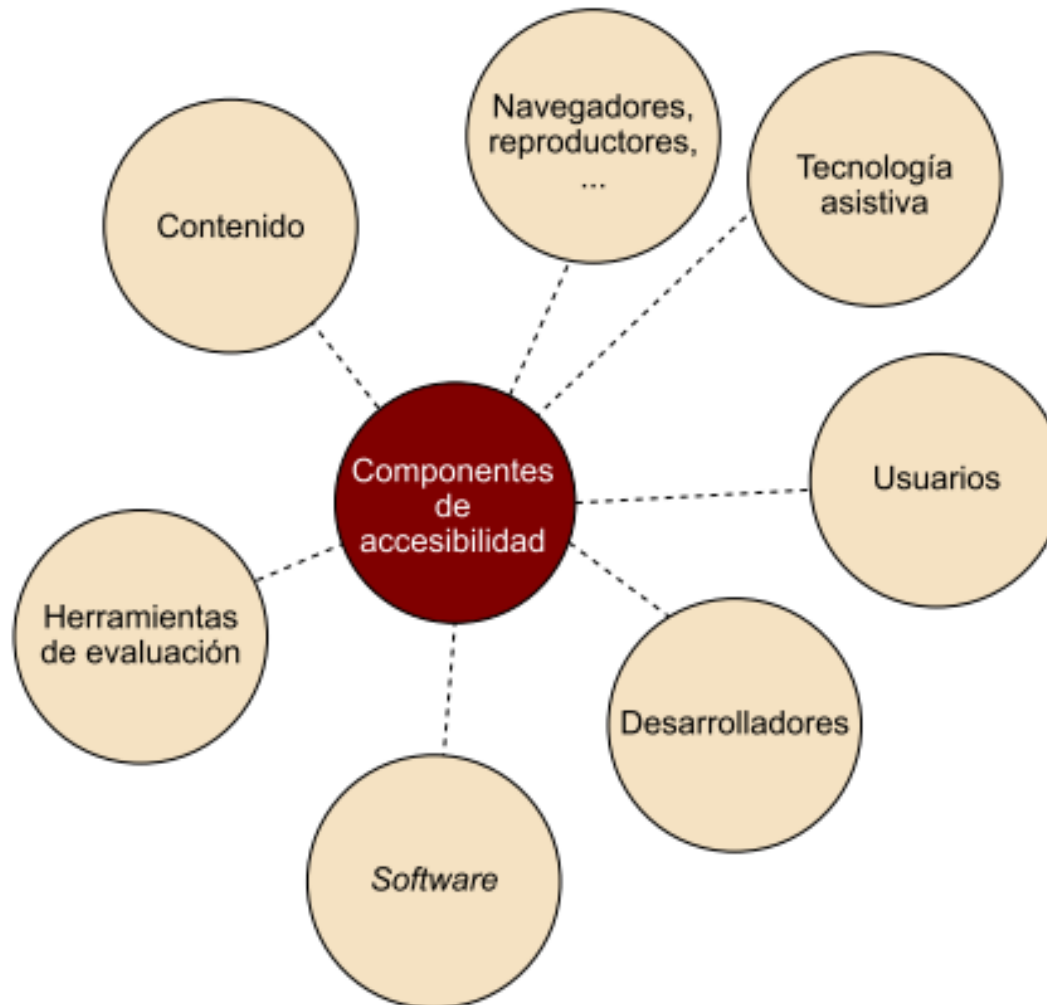 Navegadores,
reproductores,
...
Tecnología
asistiva
Contenido
Usuarios
Componentes
de
accesibilidad
Herramientas
de evaluación
Desarrolladores
Software